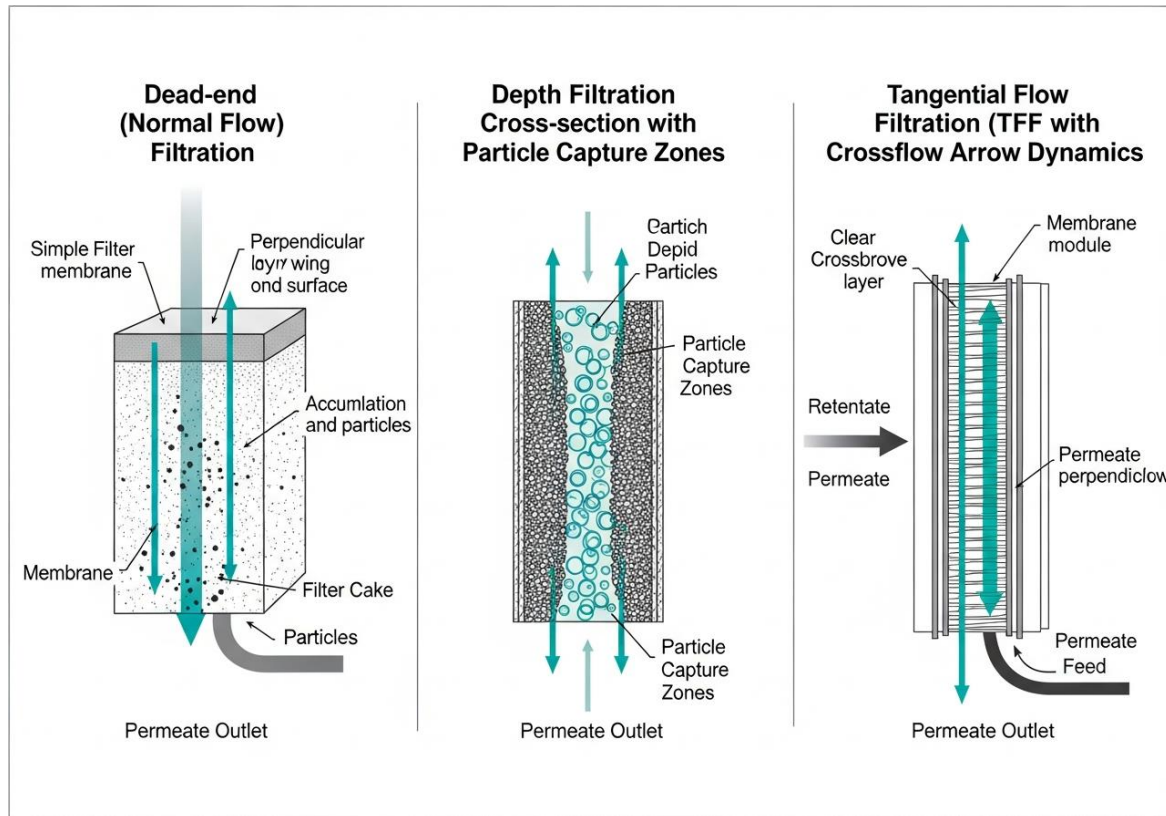 Dead-end
(Normal Flow)
Filtration
Simple Filter
membrane
Perpendicular
wing
ond surface
Accumlation
and particles
Membrane
Filter Cake
Particles
Permeate Outlet
Depth Filtration
Cross-section with
Particle Capture Zones
Depid
Particles
Particle
Capture
Zones
Particle
Capture
Zones
Permeate Outlet
Tangential Flow
Filtration (TFF with
Crossflow Arrow Dynamics
Clear
Crossbrove
layer
Membrane
module
Retentate
Permeate
Permeate
perpendiclow
Permeate
Feed
Permeate Outlet